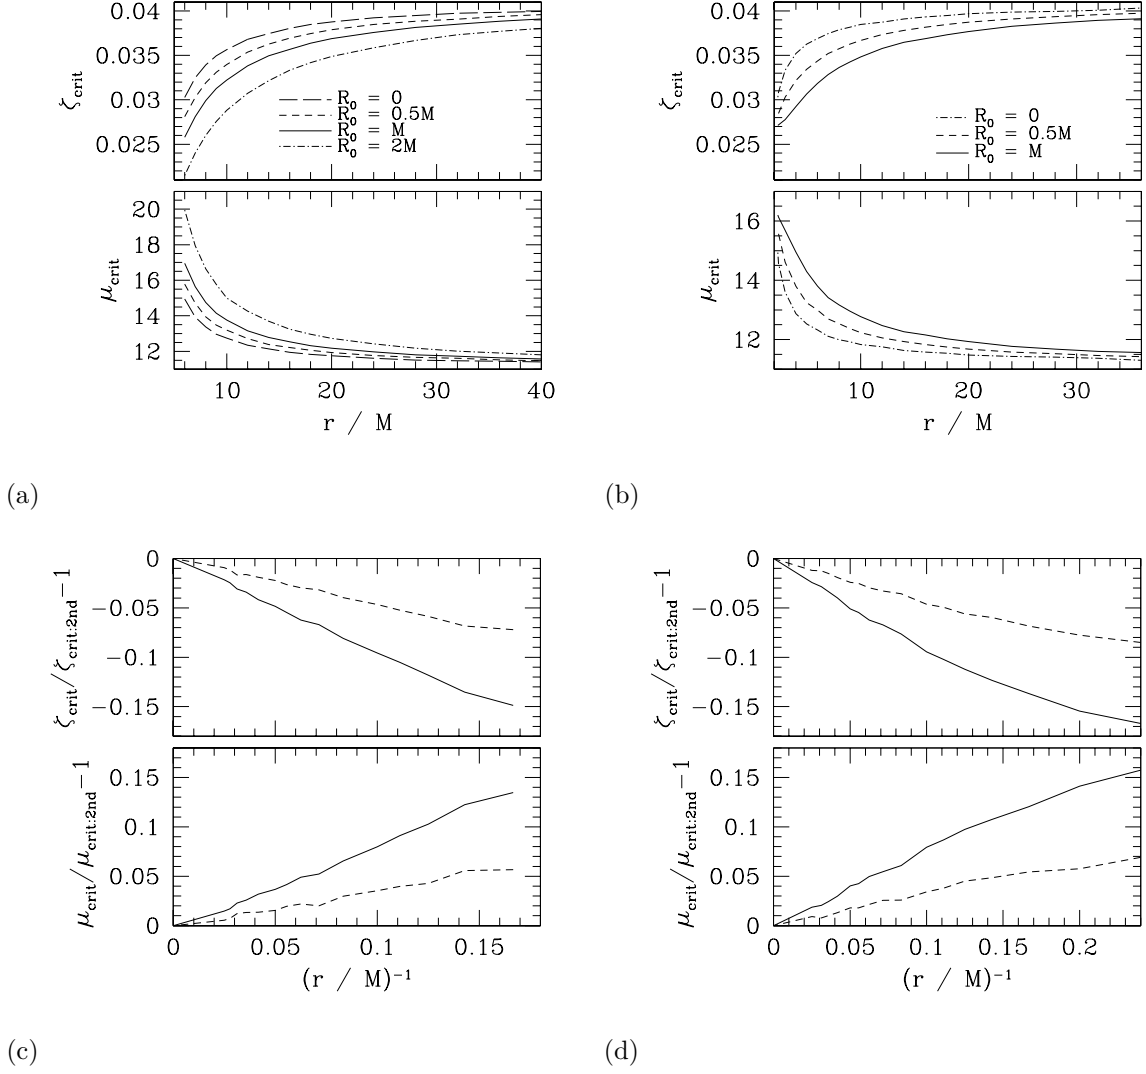 0.04
0.035
0.03
0.025
ζcrit
R₀ = 0
R₀ = 0.5M
R₀ = M
R₀ = 2M
20
18
16
14
12
μcrit
10 20 30 40
r / M
(a)
0.04
0.035
0.03
0.025
ζcrit
R₀ = 0
R₀ = 0.5M
R₀ = M
16
14
12
μcrit
10 20 30
r / M
(b)
0
−0.05
−0.1
−0.15
ζcrit/ζcrit:2nd−1
0.15
0.1
0.05
0
μcrit/μcrit:2nd−1
0 0.05 0.1 0.15
(r / M)⁻¹
(c)
0
−0.05
−0.1
−0.15
ζcrit/ζcrit:2nd−1
0.15
0.1
0.05
0
μcrit/μcrit:2nd−1
0 0.05 0.1 0.15 0.2
(r / M)⁻¹
(d)